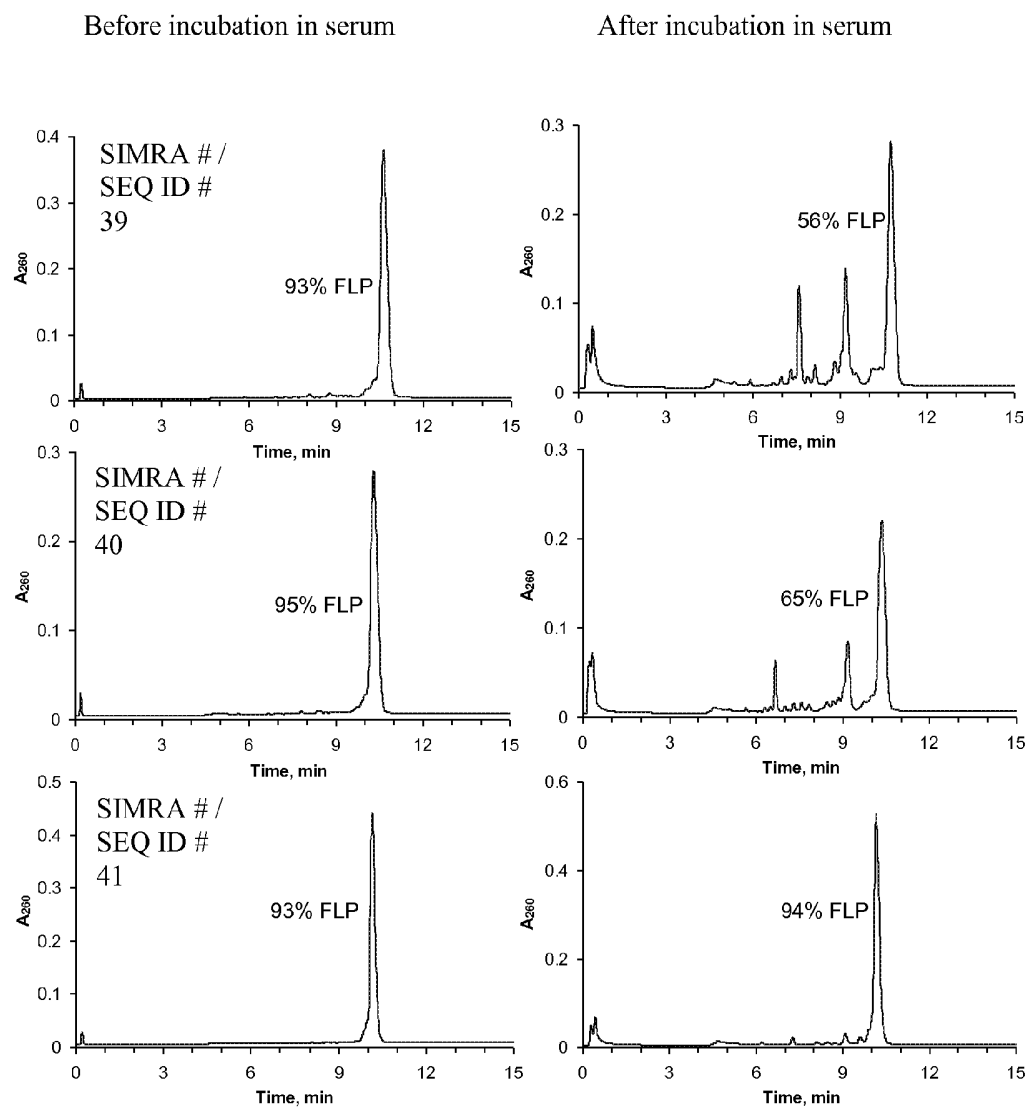 Before incubation in serum
After incubation in serum
0.4
0.3
0.2
0.1
0
A260
SIMRA # /
SEQ ID #
39
93% FLP
0 3 6 9 12 15
Time, min
0.3
0.2
0.1
0
A260
56% FLP
0 3 6 9 12 15
Time, min
0.3
0.2
0.1
0
A260
SIMRA # /
SEQ ID #
40
95% FLP
0 3 6 9 12 15
Time, min
0.3
0.2
0.1
0
A260
65% FLP
0 3 6 9 12 15
Time, min
0.5
0.4
0.3
0.2
0.1
0
A260
SIMRA # /
SEQ ID #
41
93% FLP
0 3 6 9 12 15
Time, min
0.6
0.4
0.2
0
A260
94% FLP
0 3 6 9 12 15
Time, min